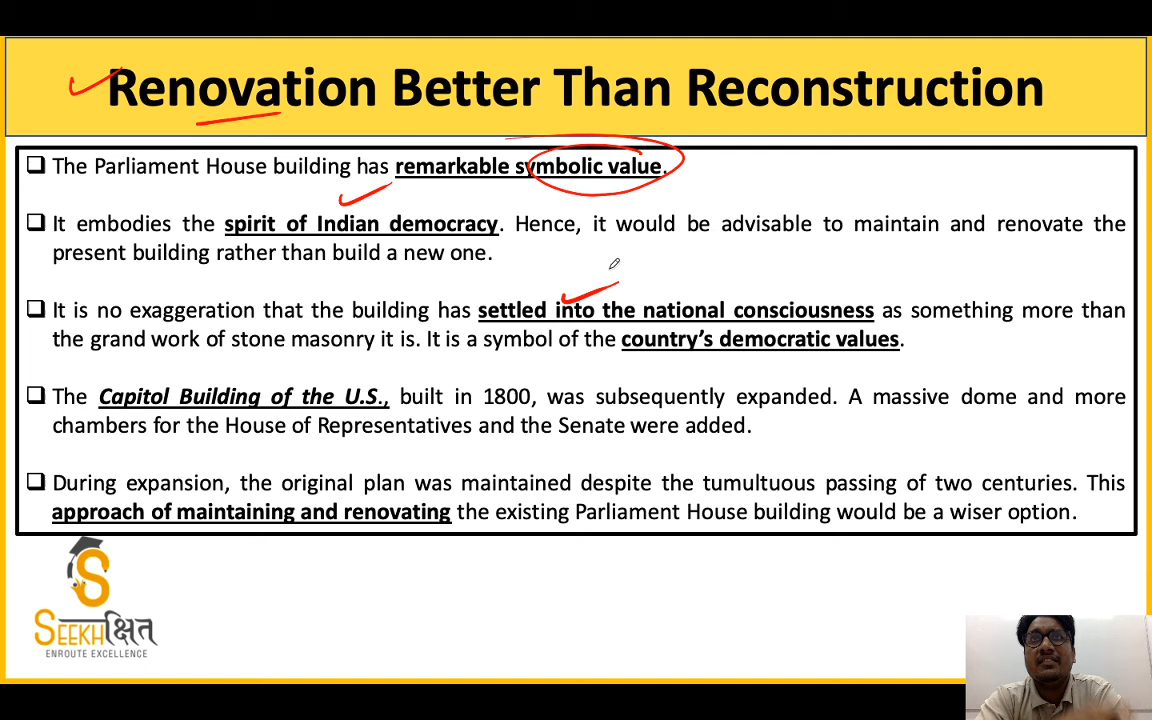 Renovation Better Than Reconstruction
The Parliament House building has remarkable symbolic value.
It embodies the spirit of Indian democracy. Hence, it would be advisable to maintain and renovate the
present building rather than build a new one.
It is no exaggeration that the building has settled into the national consciousness as something more than
the grand work of stone masonry it is. It is a symbol of the country’s democratic values.
The Capitol Building of the U.S., built in 1800, was subsequently expanded. A massive dome and more
chambers for the House of Representatives and the Senate were added.
During expansion, the original plan was maintained despite the tumultuous passing of two centuries. This
approach of maintaining and renovating the existing Parliament House building would be a wiser option.
S
SEEKHक्षित
ENROUTE EXCELLENCE